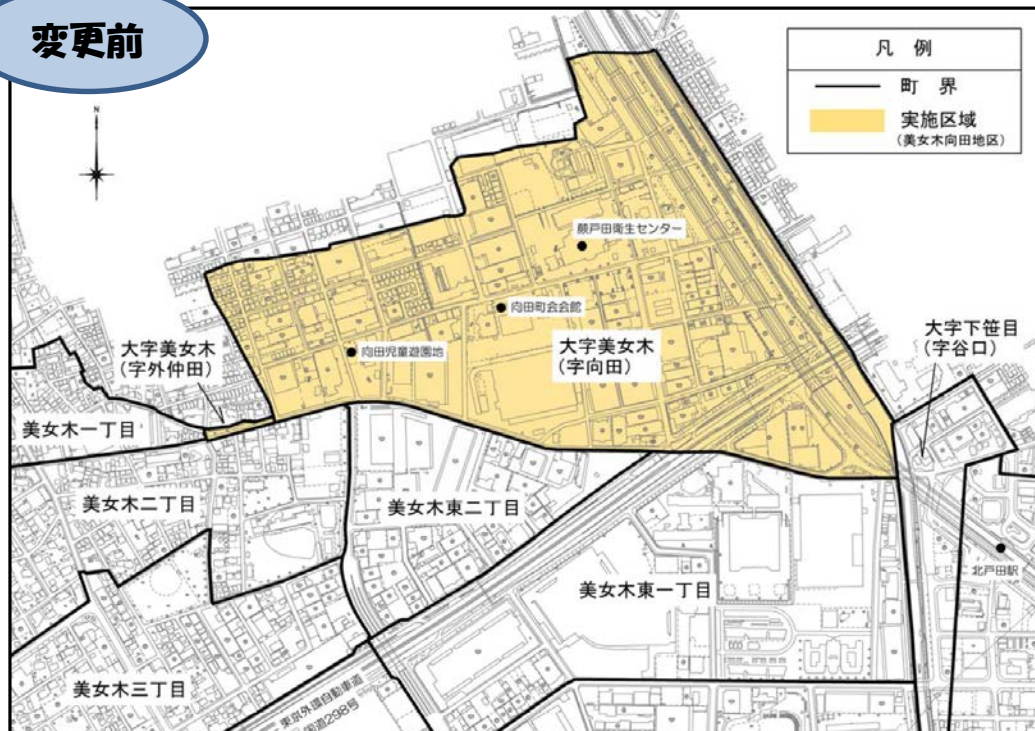 変更前
N
凡 例
町 界
実施区域
(美女木向田地区)
蕨戸田衛生センター
向田町会会館
向田児童遊園地
大字美女木
(字向田)
大字下笹目
(字谷口)
大字美女木
(字外仲田)
美女木一丁目
美女木二丁目
美女木東二丁目
美女木東一丁目
北戸田駅
美女木三丁目
東京外環自動車道
国道298号